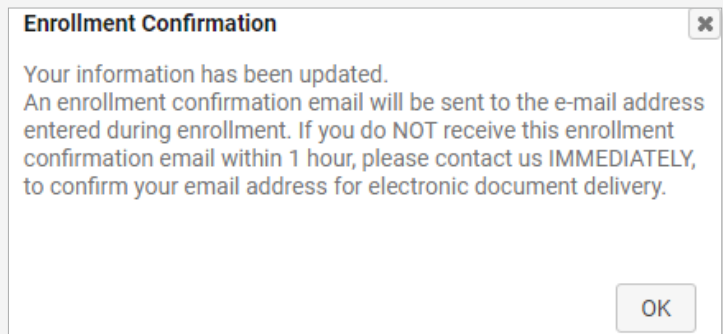 Enrollment Confirmation
Your information has been updated.
An enrollment confirmation email will be sent to the e-mail address
entered during enrollment. If you do NOT receive this enrollment
confirmation email within 1 hour, please contact us IMMEDIATELY,
to confirm your email address for electronic document delivery.
OK